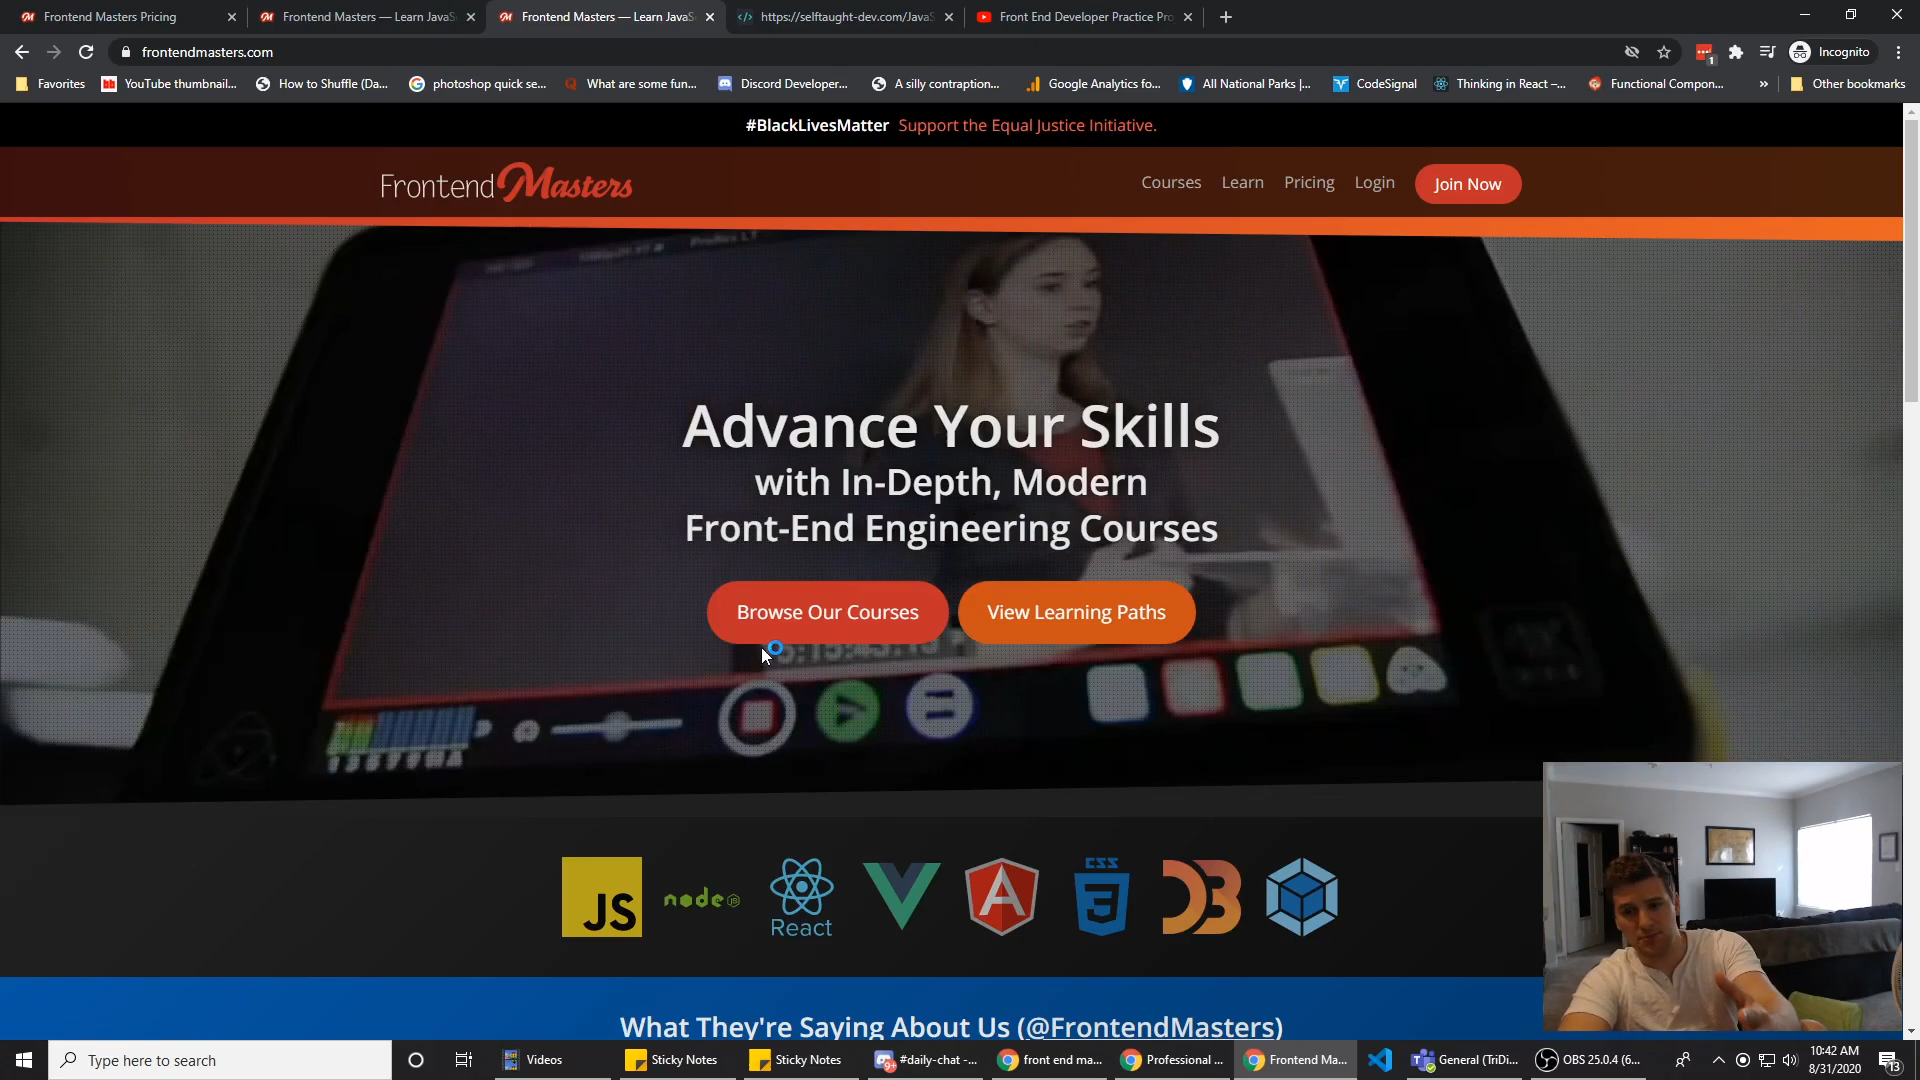 Frontend Masters Pricing
Frontend Masters — Learn JavaS
Frontend Masters — Learn JavaS
https://selftaught-dev.com/JavaS
Front End Developer Practice Pro
frontendmasters.com
Incognito
Favorites
YouTube thumbnail...
How to Shuffle (Da...
photoshop quick se...
What are some fun...
Discord Developer...
A silly contraption...
Google Analytics fo...
All National Parks |...
CodeSignal
Thinking in React –...
Functional Compon...
»
Other bookmarks
#BlackLivesMatter Support the Equal Justice Initiative.
Frontend Masters
Courses
Learn
Pricing
Login
Join Now
Advance Your Skills
with In-Depth, Modern
Front-End Engineering Courses
Browse Our Courses
View Learning Paths
JS
node JS
React
CSS
3
What They're Saying About Us (@FrontendMasters)
Type here to search
Videos
Sticky Notes
Sticky Notes
9+
#daily-chat -...
front end ma...
Professional ...
Frontend Ma...
General (TriDi...
OBS 25.0.4 (6...
10:42 AM
8/31/2020
13